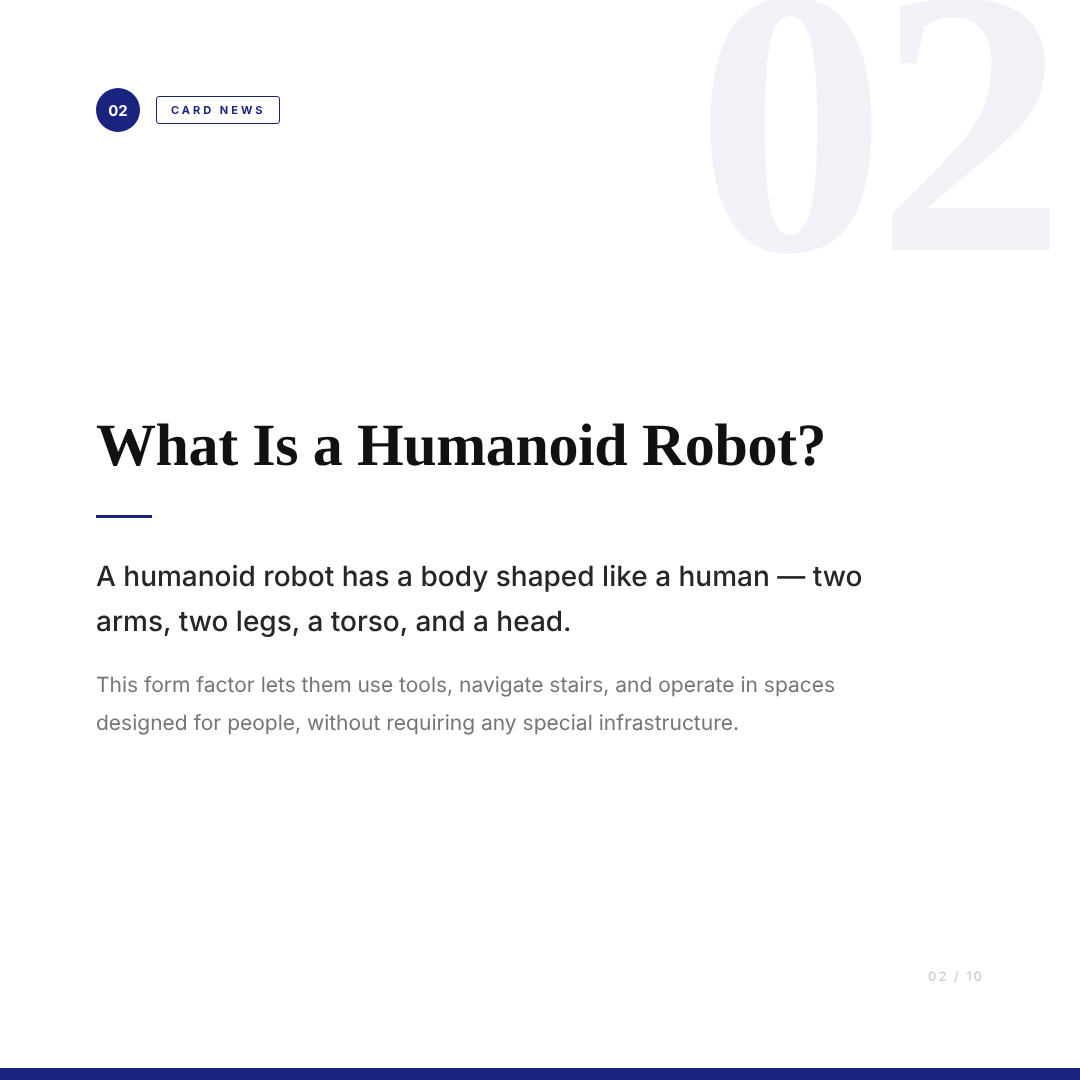 02
02
CARD NEWS
What Is a Humanoid Robot?
A humanoid robot has a body shaped like a human — two
arms, two legs, a torso, and a head.
This form factor lets them use tools, navigate stairs, and operate in spaces
designed for people, without requiring any special infrastructure.
02 / 10